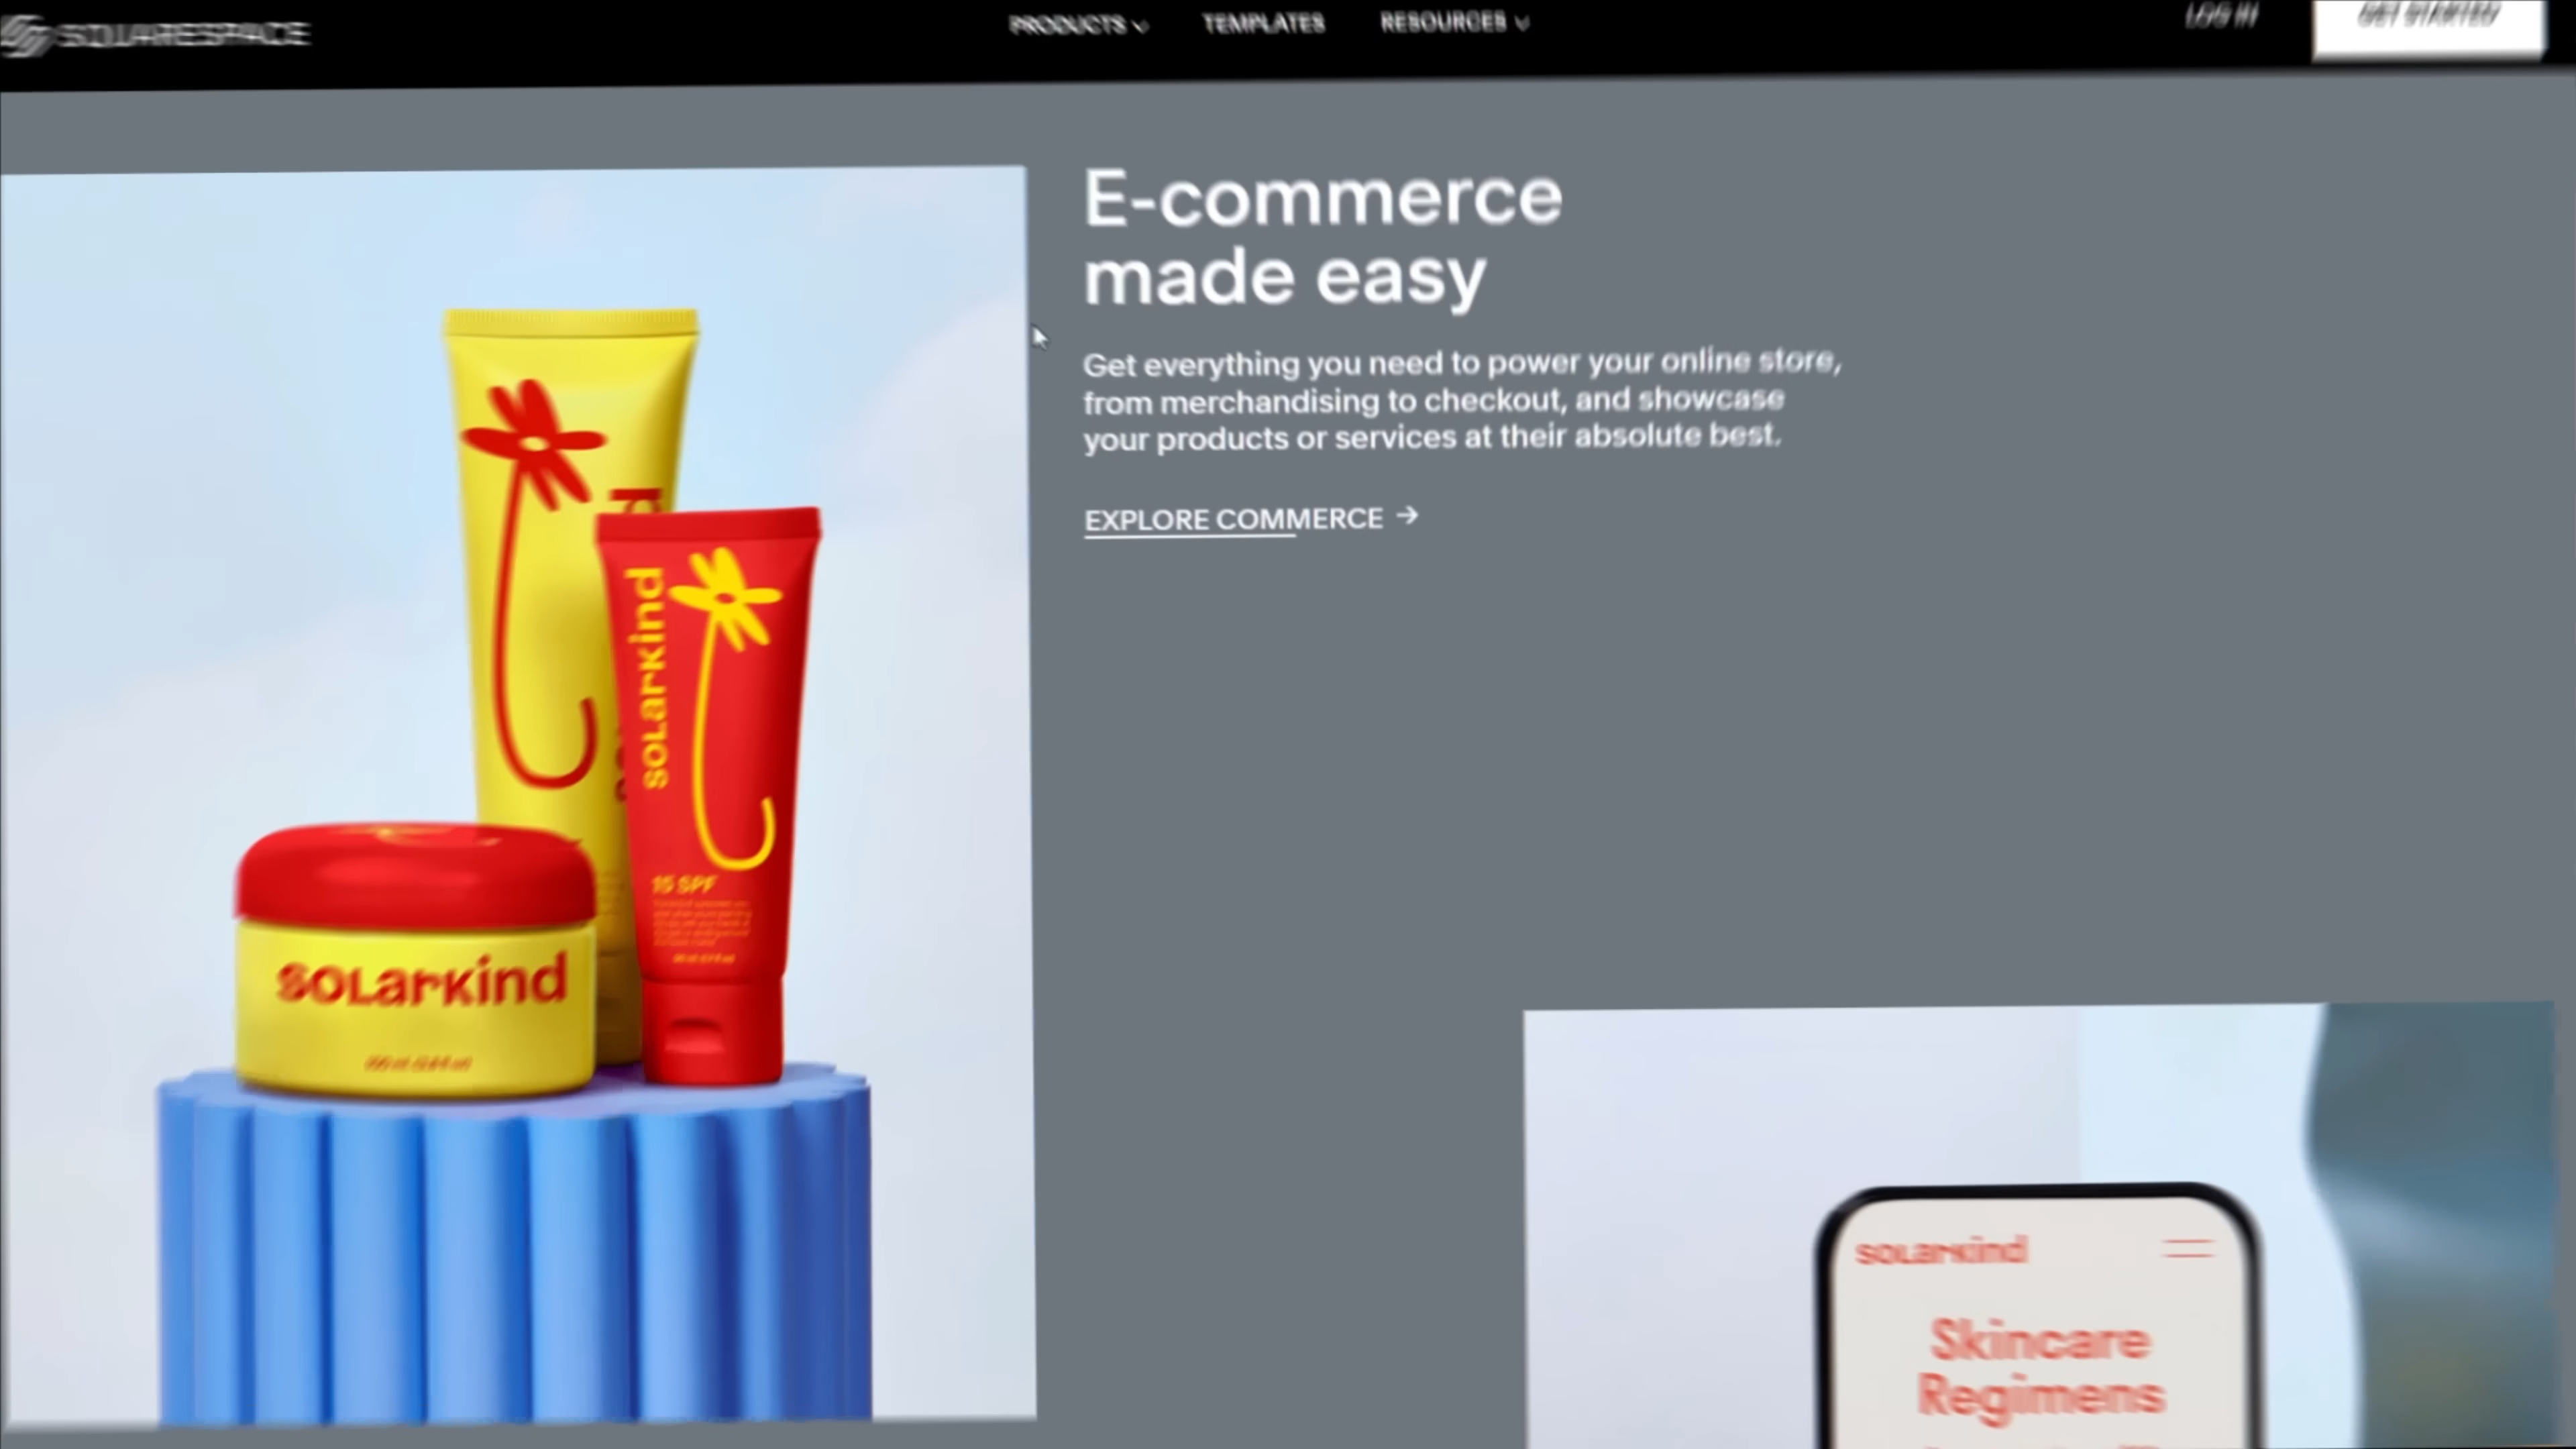 SQUARESPACE
PRODUCTS
TEMPLATES
RESOURCES
LOG IN
GET STARTED
E-commerce
made easy
Get everything you need to power your online store,
from merchandising to checkout, and showcase
your products or services at their absolute best.
EXPLORE COMMERCE →
solarkind
15 SPF
solarkind
solarkind
Skincare
Regimens